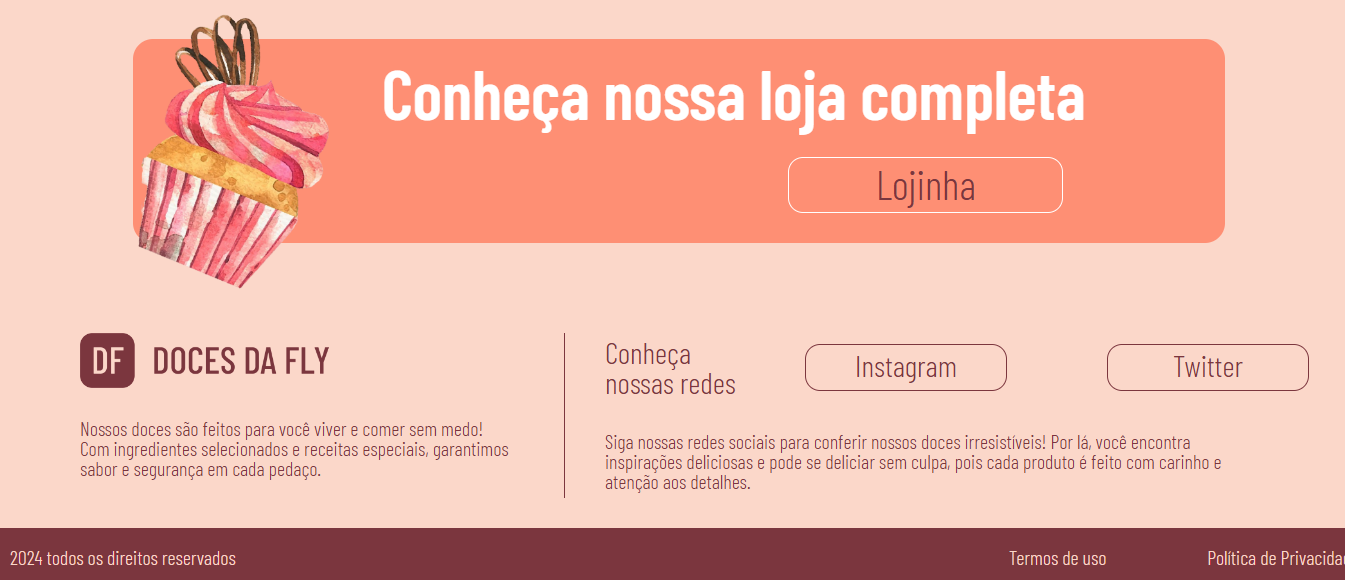 Conheça nossa loja completa
Lojinha
DF DOCES DA FLY
Nossos doces são feitos para você viver e comer sem medo!
Com ingredientes selecionados e receitas especiais, garantimos
sabor e segurança em cada pedaço.
Conheça
nossas redes
Instagram
Twitter
Siga nossas redes sociais para conferir nossos doces irresistíveis! Por lá, você encontra
inspirações deliciosas e pode se deliciar sem culpa, pois cada produto é feito com carinho e
atenção aos detalhes.
2024 todos os direitos reservados
Termos de uso
Política de